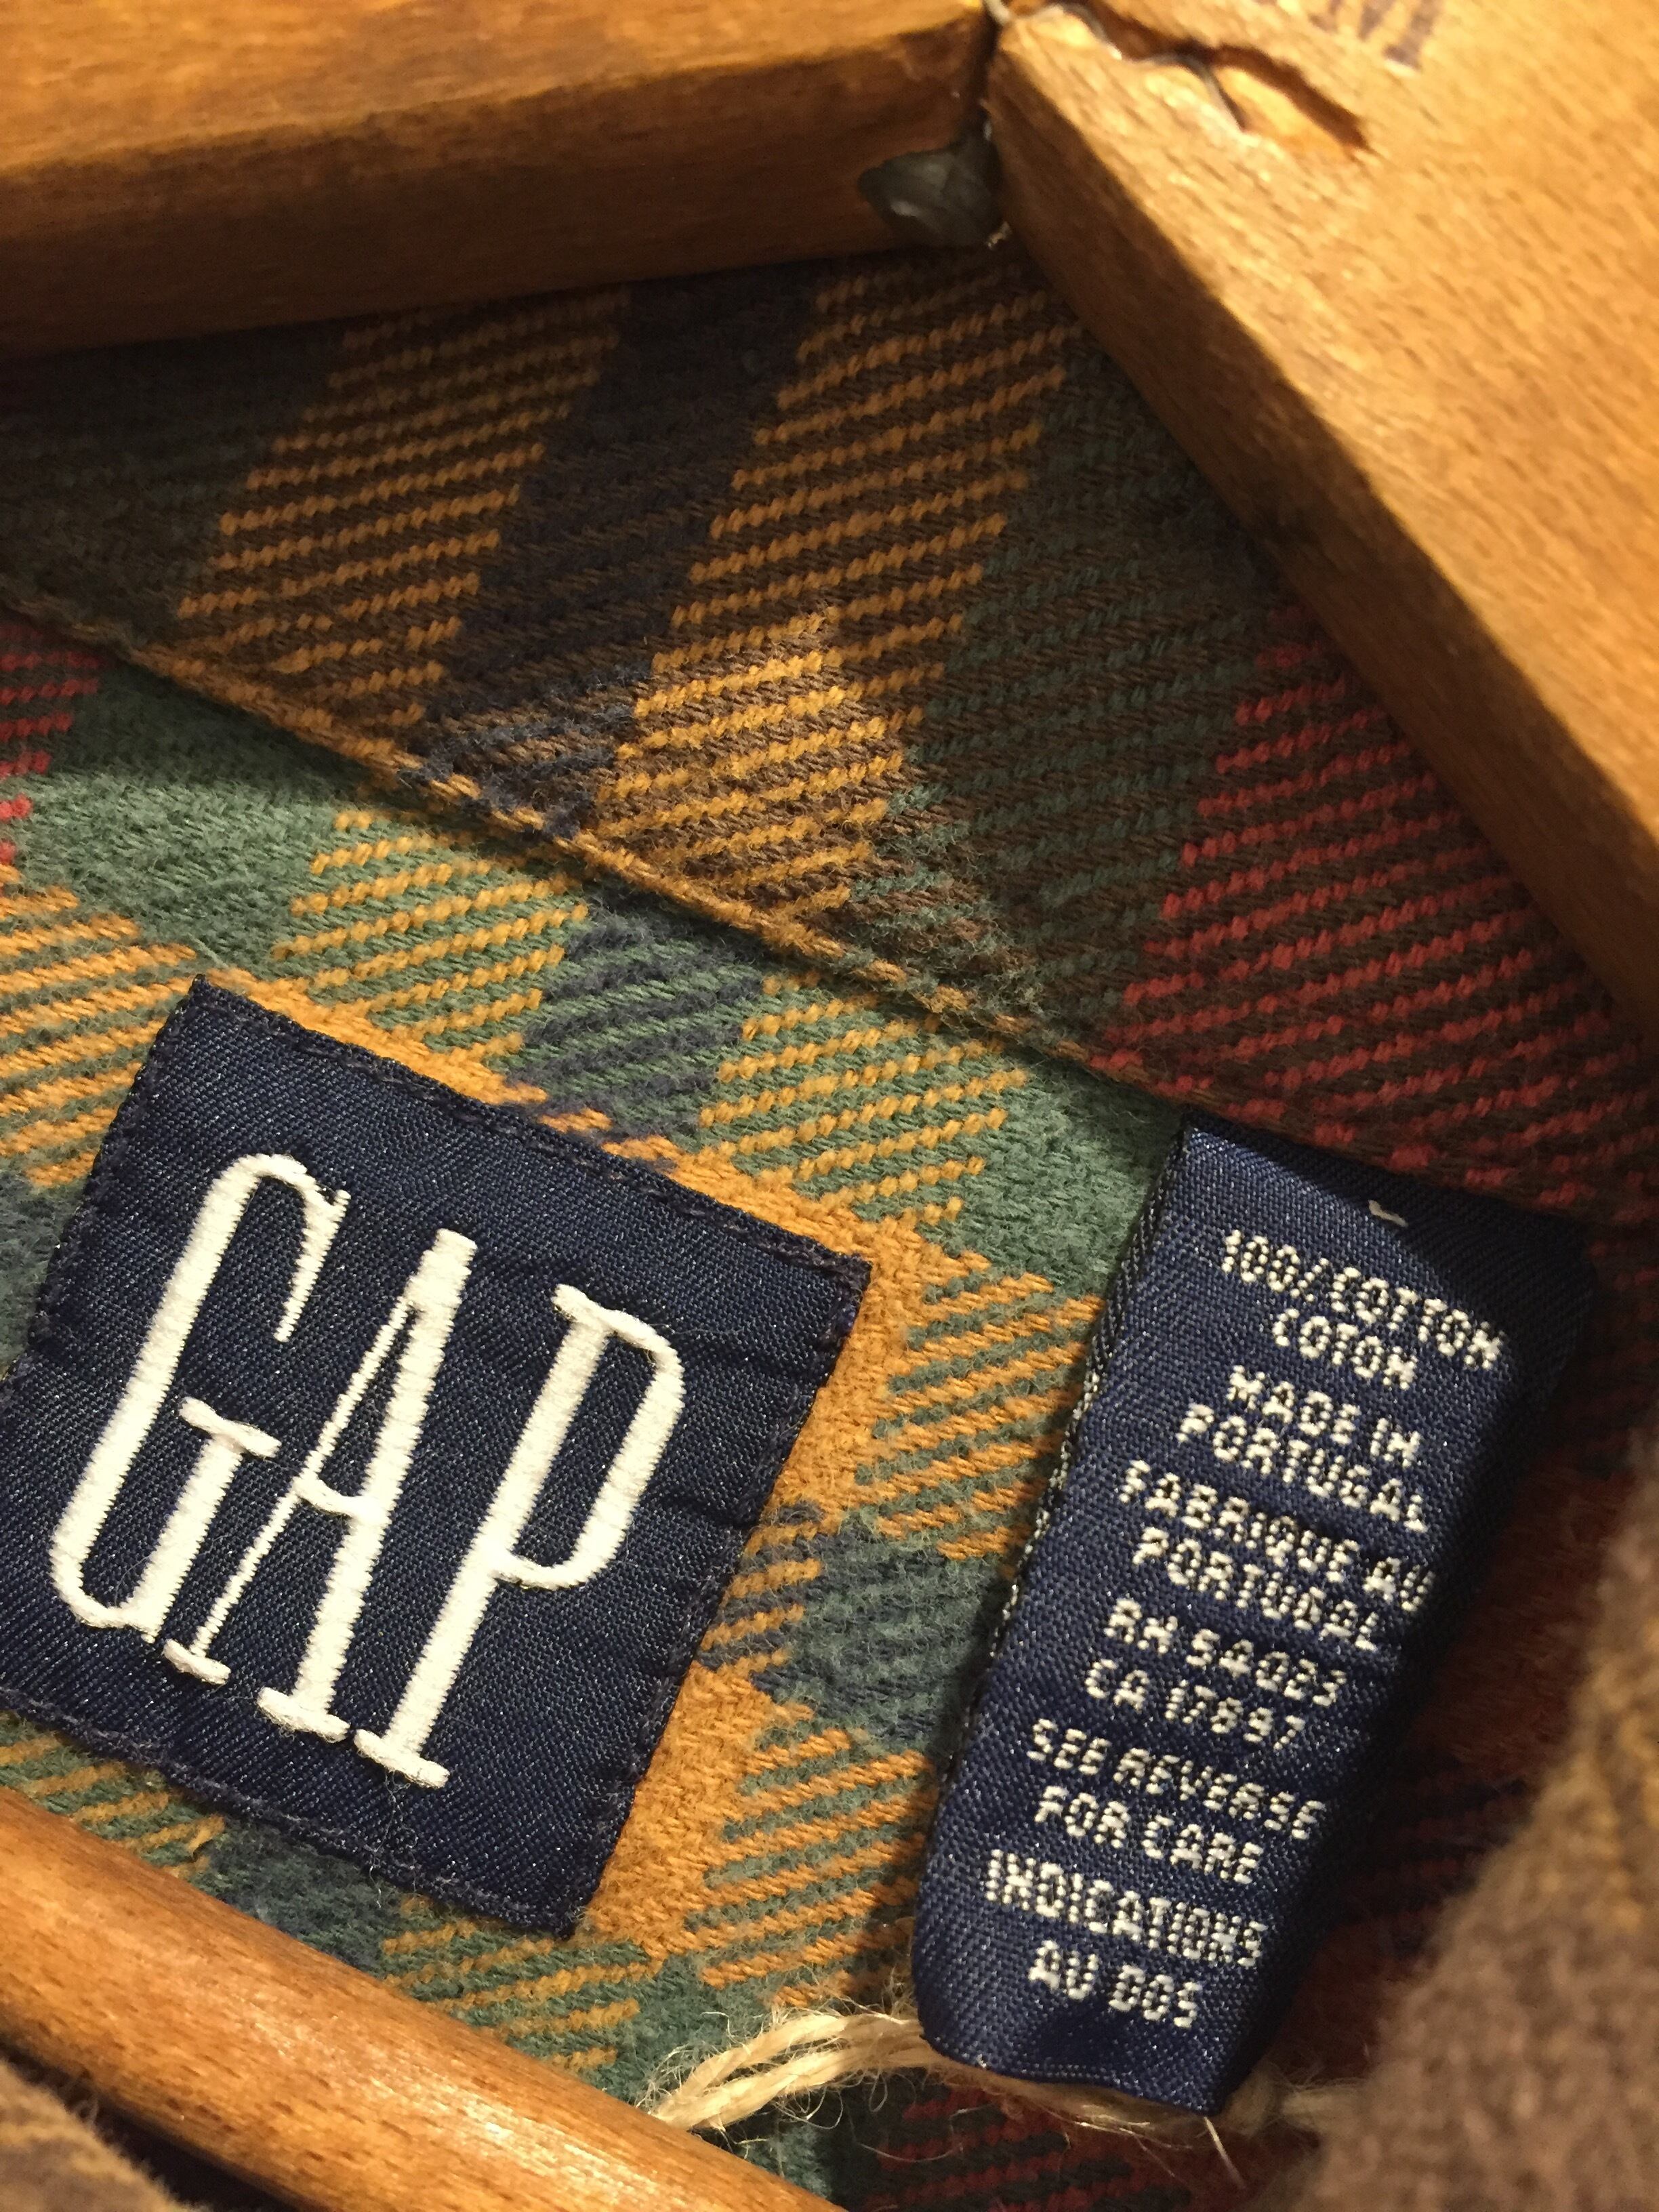 GAP
100% COTTON
COTON
MADE IN
PORTUGAL
FABRIQUE AU
PORTUGAL
RN 54023
CA 17897
SEE REVERSE
FOR CARE
INDICATIONS
AU DOS